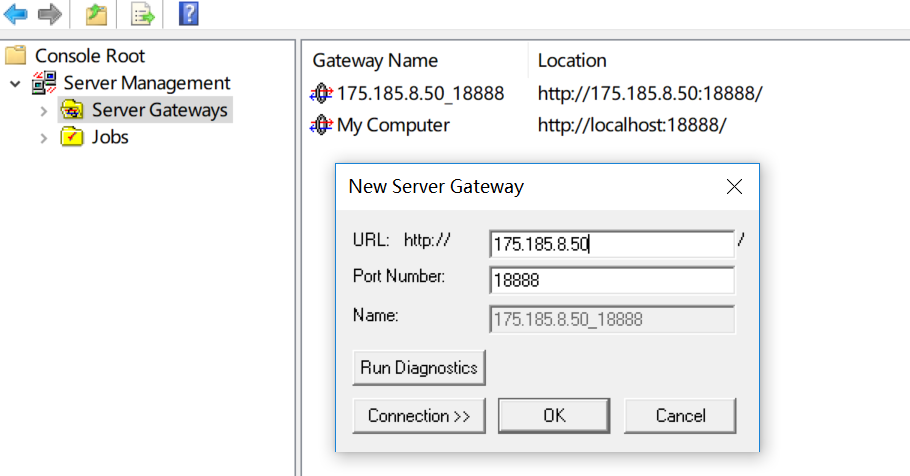 Console Root
Server Management
Server Gateways
Jobs
Gateway Name Location
175.185.8.50_18888 http://175.185.8.50:18888/
My Computer http://localhost:18888/
New Server Gateway
URL: http:// 175.185.8.50 /
Port Number: 18888
Name: 175.185.8.50_18888
Run Diagnostics
Connection >> OK Cancel